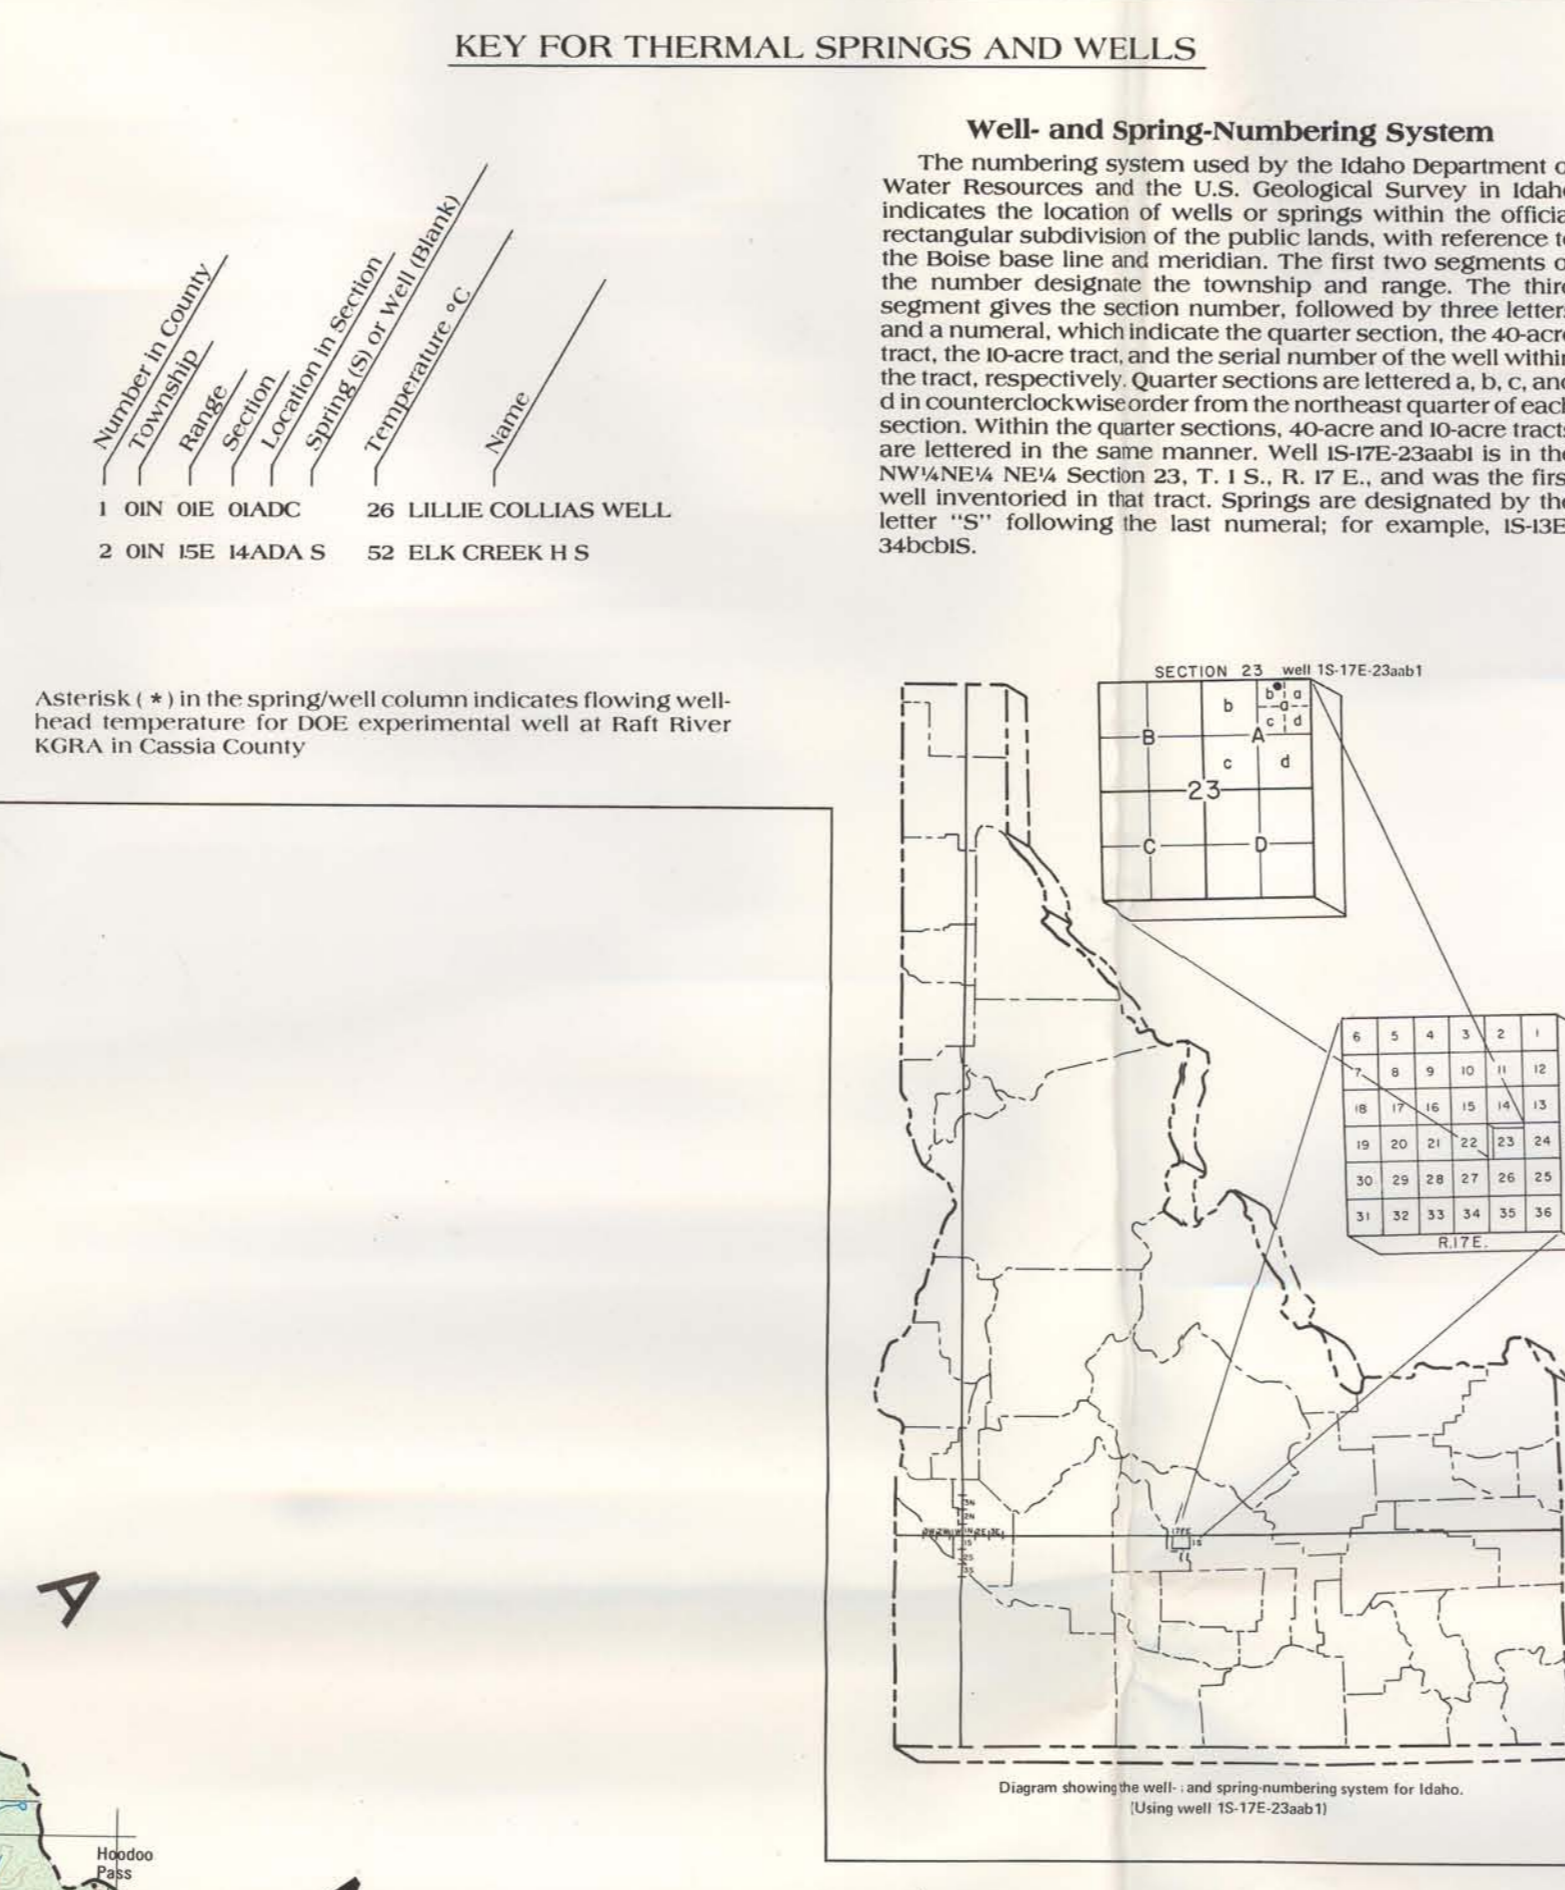 KEY FOR THERMAL SPRINGS AND WELLS
Number in County
Township
Range
Section
Location in Section
Spring (S) or Well (Blank)
Temperature °C
Name
1 01N 01E 01ADC 26 LILLIE COLLIAS WELL
2 01N 15E 14ADA S 52 ELK CREEK H S
Asterisk ( * ) in the spring/well column indicates flowing well-
head temperature for DOE experimental well at Raft River
KGRA in Cassia County
Well- and Spring-Numbering System
The numbering system used by the Idaho Department o
Water Resources and the U.S. Geological Survey in Idah
indicates the location of wells or springs within the officia
rectangular subdivision of the public lands, with reference t
the Boise base line and meridian. The first two segments o
the number designate the township and range. The thir
segment gives the section number, followed by three letter
and a numeral, which indicate the quarter section, the 40-acr
tract, the 10-acre tract, and the serial number of the well withi
the tract, respectively. Quarter sections are lettered a, b, c, an
d in counterclockwise order from the northeast quarter of eac
section. Within the quarter sections, 40-acre and 10-acre tract
are lettered in the same manner. Well 1S-17E-23aab1 is in th
NW¼NE¼ NE¼ Section 23, T. 1 S., R. 17 E., and was the firs
well inventoried in that tract. Springs are designated by th
letter "S" following the last numeral; for example, 1S-13E
34bcb1S.
SECTION 23 well 1S-17E-23aab1
b b a
a
c d
B A
c d
23
C D
6 5 4 3 2 1
7 8 9 10 11 12
18 17 16 15 14 13
19 20 21 22 23 24
30 29 28 27 26 25
31 32 33 34 35 36
R.17E.
3N
2N
1N 2E 3E
1S
2S
3S
17E
1S
Diagram showing the well- and spring-numbering system for Idaho.
(Using well 1S-17E-23aab1)
A
Hoodoo
Pass